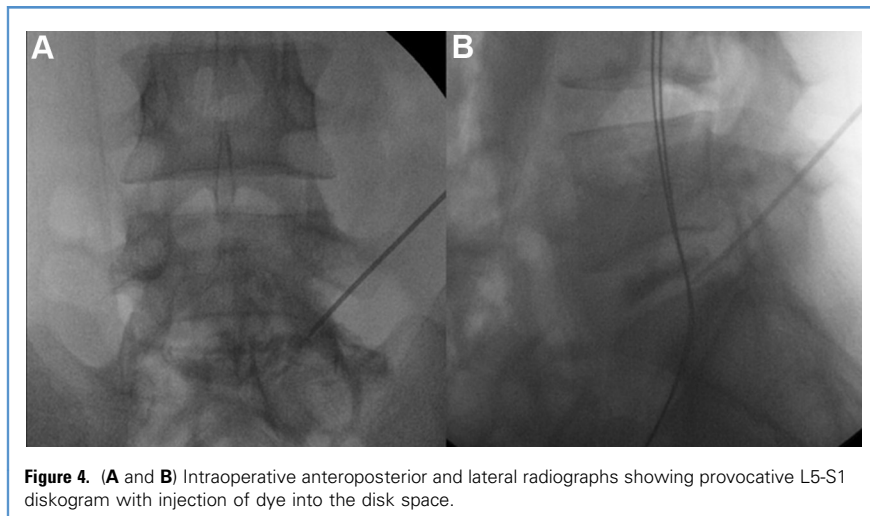 A
B
Figure 4. (A and B) Intraoperative anteroposterior and lateral radiographs showing provocative L5-S1
diskogram with injection of dye into the disk space.